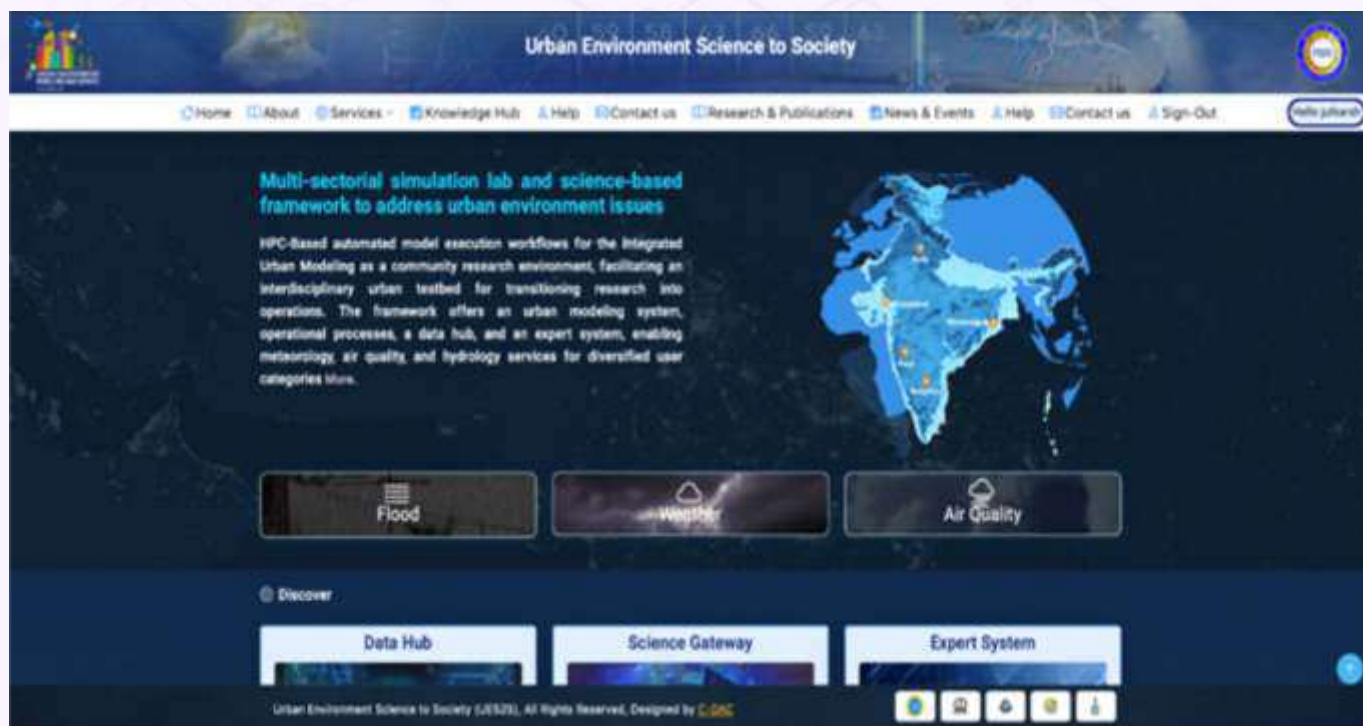 Urban Environment Science to Society
Home About Services Knowledge Hub Help Contact us Research & Publications News & Events Help Contact us Sign-Out
Hello
Multi-sectorial simulation lab and science-based
framework to address urban environment issues
HPC-Based automated model execution workflows for the Integrated
Urban Modeling as a community research environment, facilitating an
interdisciplinary urban testbed for transitioning research into
operations. The framework offers an urban modeling system,
operational processes, a data hub, and an expert system, enabling
meteorology, air quality, and hydrology services for diversified user
categories More.
Flood
Weather
Air Quality
Discover
Data Hub
Science Gateway
Expert System
Urban Environment Science to Society (UES2S), All Rights Reserved, Designed by C-DAC